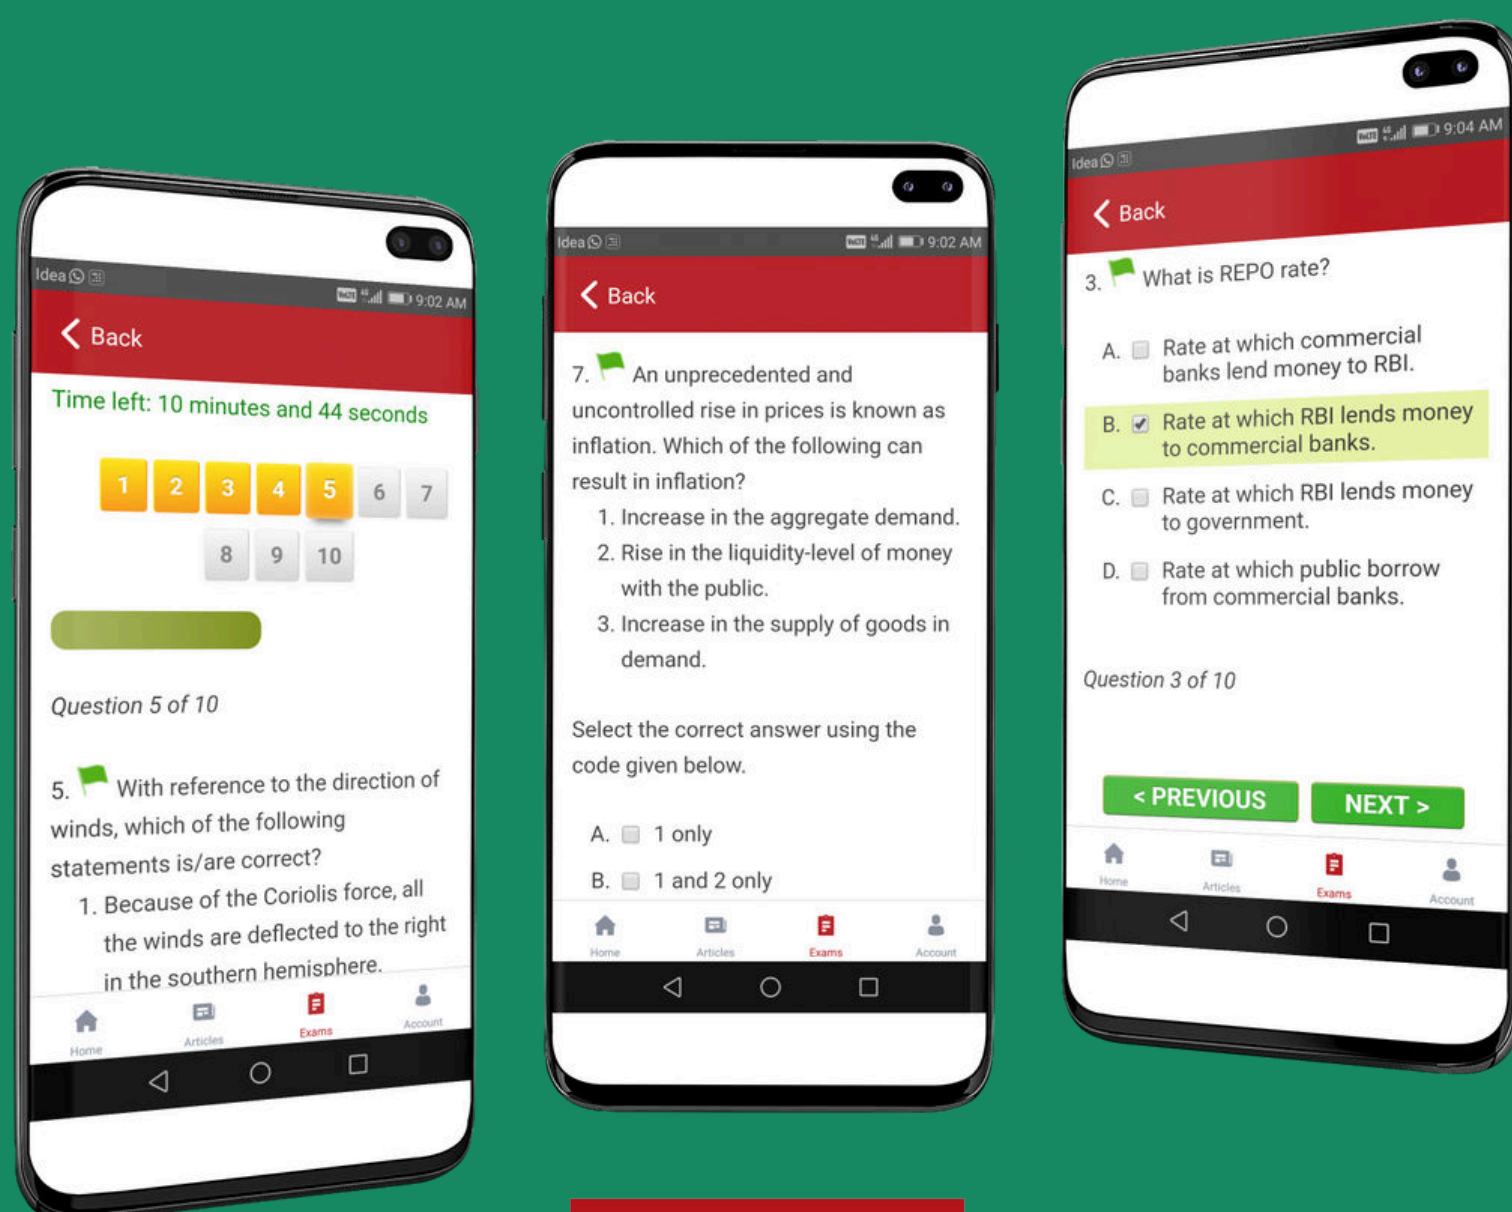 Idea
9:02 AM
Back
Time left: 10 minutes and 44 seconds
1 2 3 4 5 6 7
8 9 10
Question 5 of 10
5. With reference to the direction of
winds, which of the following
statements is/are correct?
1. Because of the Coriolis force, all
the winds are deflected to the right
in the southern hemisphere.
Home Articles Exams Account
Idea
VoLTE 4G 9:02 AM
Back
7. An unprecedented and
uncontrolled rise in prices is known as
inflation. Which of the following can
result in inflation?
1. Increase in the aggregate demand.
2. Rise in the liquidity-level of money
with the public.
3. Increase in the supply of goods in
demand.
Select the correct answer using the
code given below.
A. 1 only
B. 1 and 2 only
Home Articles Exams Account
Idea
VoLTE 4G 9:04 AM
Back
3. What is REPO rate?
A. Rate at which commercial
banks lend money to RBI.
B. Rate at which RBI lends money
to commercial banks.
C. Rate at which RBI lends money
to government.
D. Rate at which public borrow
from commercial banks.
Question 3 of 10
< PREVIOUS NEXT >
Home Articles Exams Account